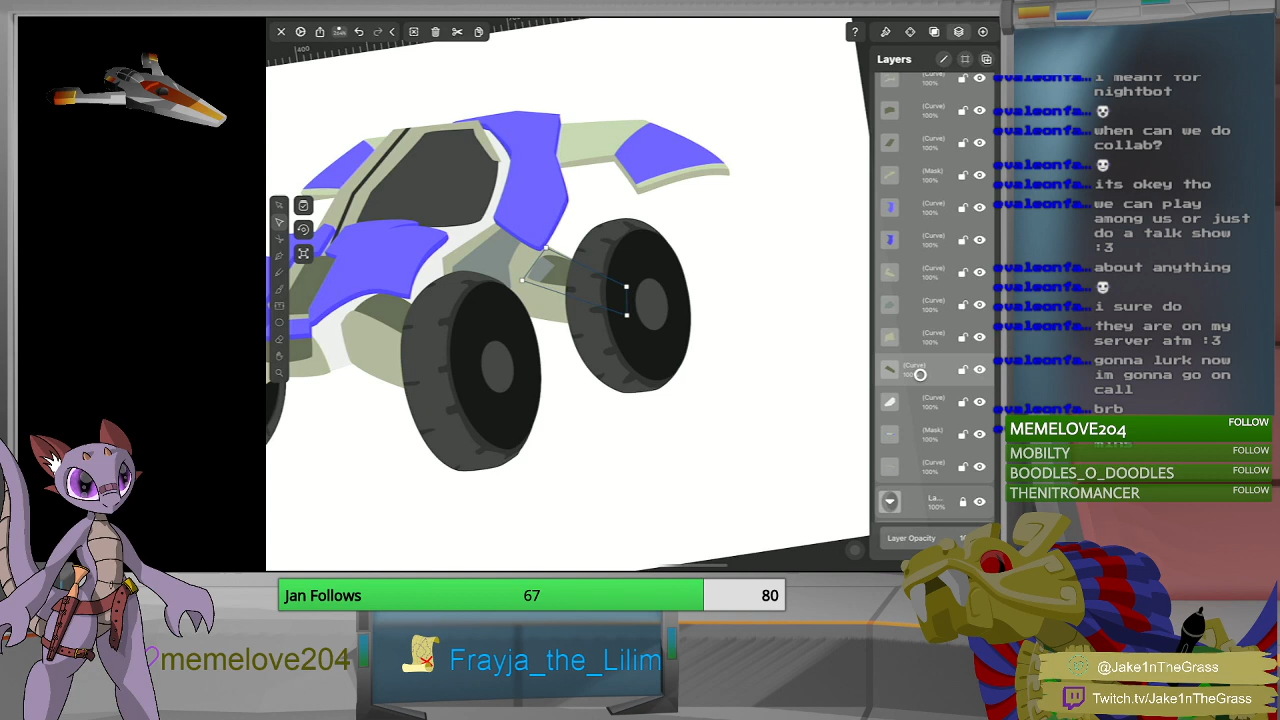 400
?
Layers
(Curve)
100%
(Curve)
100%
(Curve)
100%
(Mask)
100%
(Curve)
100%
(Curve)
100%
(Curve)
100%
(Curve)
100%
(Curve)
100%
(Curve)
(Curve)
100%
(Mask)
100%
(Curve)
100%
La...
100%
Layer Opacity
i meant for
nightbot
when can we do
collab?
its okey tho
we can play
among us or just
do a talk show
:3
about anything
i sure do
they are on my
server atm :3
gonna lurk now
im gonna go on
call
brb
MEMELOVE204
FOLLOW
MOBILTY
FOLLOW
BOODLES_O_DOODLES
FOLLOW
THENITROMANCER
FOLLOW
Jan Follows
67
80
memelove204
Frayja_the_Lilim
@Jake1nTheGrass
Twitch.tv/Jake1nTheGrass